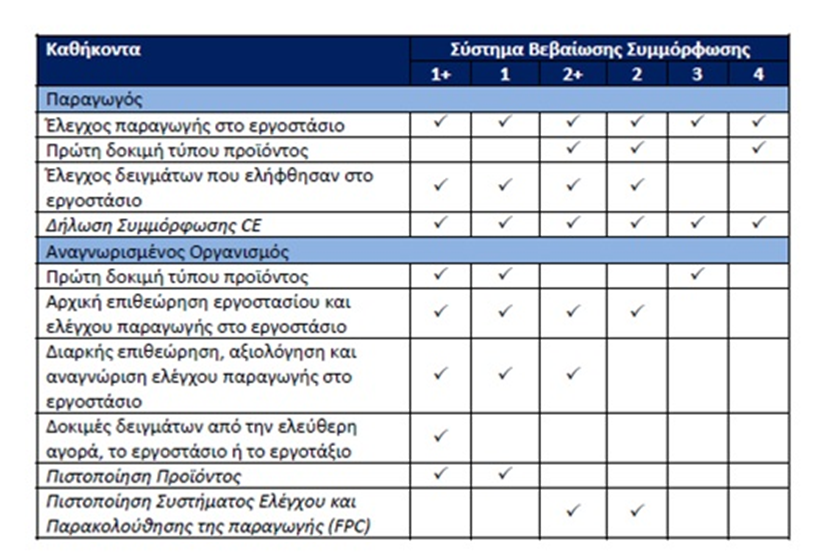 Καθήκοντα Σύστημα Βεβαίωσης Συμμόρφωσης
1+ 1 2+ 2 3 4
Παραγωγός
Έλεγχος παραγωγής στο εργοστάσιο ✓ ✓ ✓ ✓ ✓ ✓
Πρώτη δοκιμή τύπου προϊόντος ✓ ✓ ✓
Έλεγχος δειγμάτων που ελήφθησαν στο
εργοστάσιο ✓ ✓ ✓ ✓
Δήλωση Συμμόρφωσης CE ✓ ✓ ✓ ✓ ✓ ✓
Αναγνωρισμένος Οργανισμός
Πρώτη δοκιμή τύπου προϊόντος ✓ ✓ ✓
Αρχική επιθεώρηση εργοστασίου και
ελέγχου παραγωγής στο εργοστάσιο ✓ ✓ ✓ ✓
Διαρκής επιθεώρηση, αξιολόγηση και
αναγνώριση ελέγχου παραγωγής στο ✓ ✓ ✓
εργοστάσιο
Δοκιμές δειγμάτων από την ελεύθερη
αγορά, το εργοστάσιο ή το εργοτάξιο ✓
Πιστοποίηση Προϊόντος ✓ ✓
Πιστοποίηση Συστήματος Ελέγχου και
Παρακολούθησης της παραγωγής (FPC) ✓ ✓